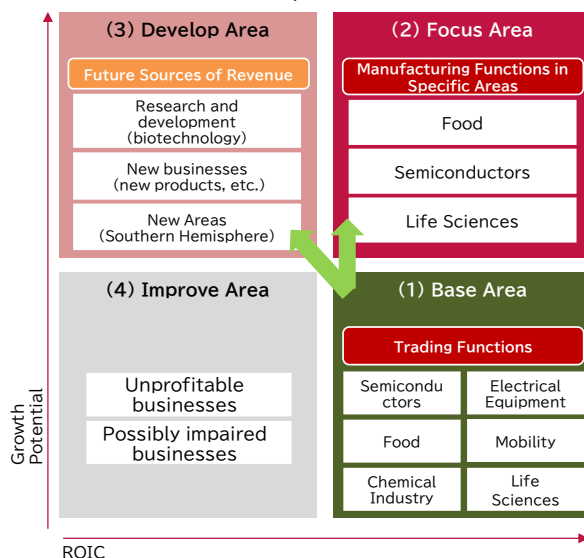 (3) Develop Area
Future Sources of Revenue
Research and
development
(biotechnology)
New businesses
(new products, etc.)
New Areas
(Southern Hemisphere)
(2) Focus Area
Manufacturing Functions in
Specific Areas
Food
Semiconductors
Life Sciences
(4) Improve Area
Unprofitable
businesses
Possibly impaired
businesses
(1) Base Area
Trading Functions
Semicondu
ctors
Electrical
Equipment
Food
Mobility
Chemical
Industry
Life
Sciences
Growth
Potential
ROIC